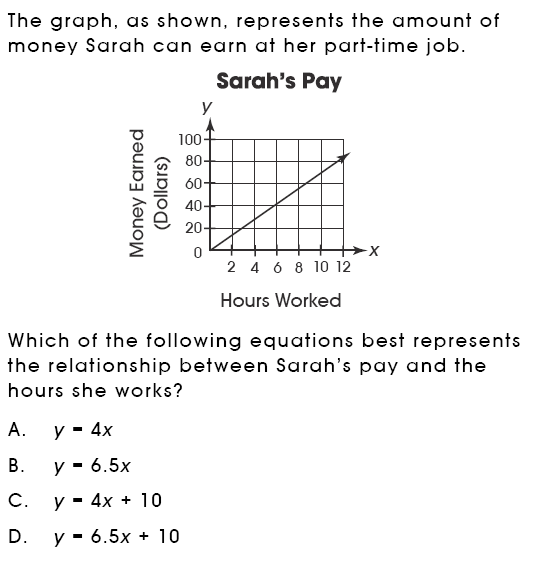 The graph, as shown, represents the amount of
money Sarah can earn at her part-time job.
Sarah's Pay
y
Money Earned
(Dollars)
100
80
60
40
20
0
2 4 6 8 10 12
x
Hours Worked
Which of the following equations best represents
the relationship between Sarah's pay and the
hours she works?
A. y = 4x
B. y = 6.5x
C. y = 4x + 10
D. y = 6.5x + 10